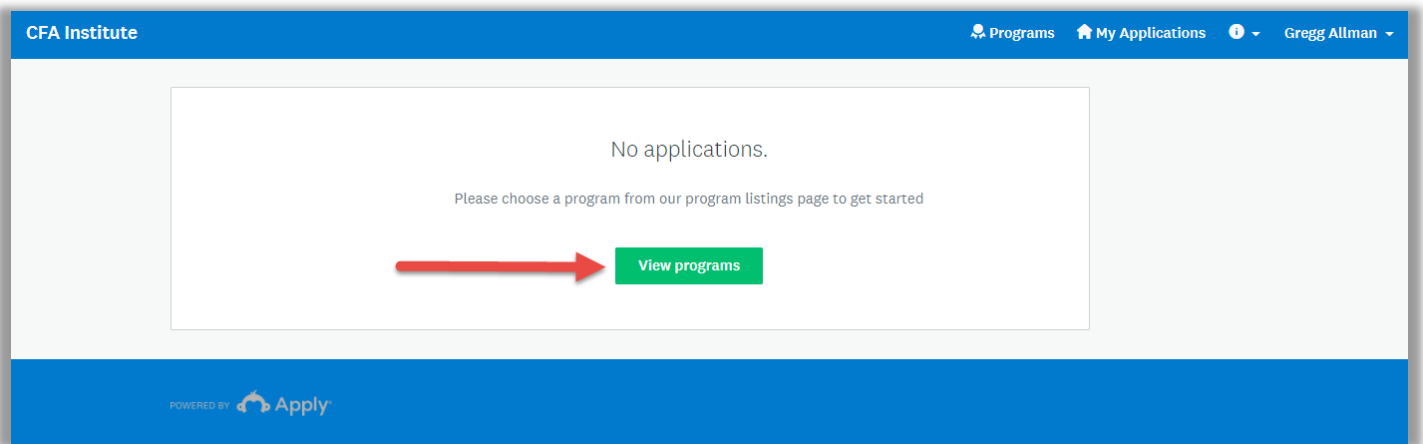 CFA Institute
Programs
My Applications
Gregg Allman
No applications.
Please choose a program from our program listings page to get started
View programs
POWERED BY Apply